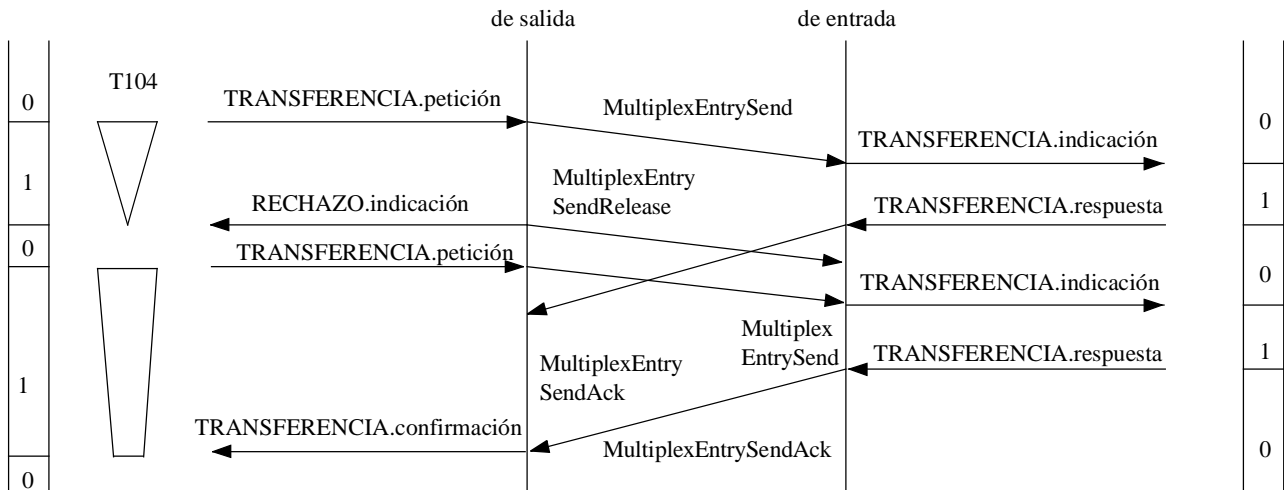 de salida
de entrada
T104
0
TRANSFERENCIA.petición
MultiplexEntrySend
0
TRANSFERENCIA.indicación
1
MultiplexEntry
SendRelease
RECHAZO.indicación
TRANSFERENCIA.respuesta
1
0
TRANSFERENCIA.petición
TRANSFERENCIA.indicación
0
Multiplex
EntrySend
TRANSFERENCIA.respuesta
1
MultiplexEntry
SendAck
1
TRANSFERENCIA.confirmación
MultiplexEntrySendAck
0
0